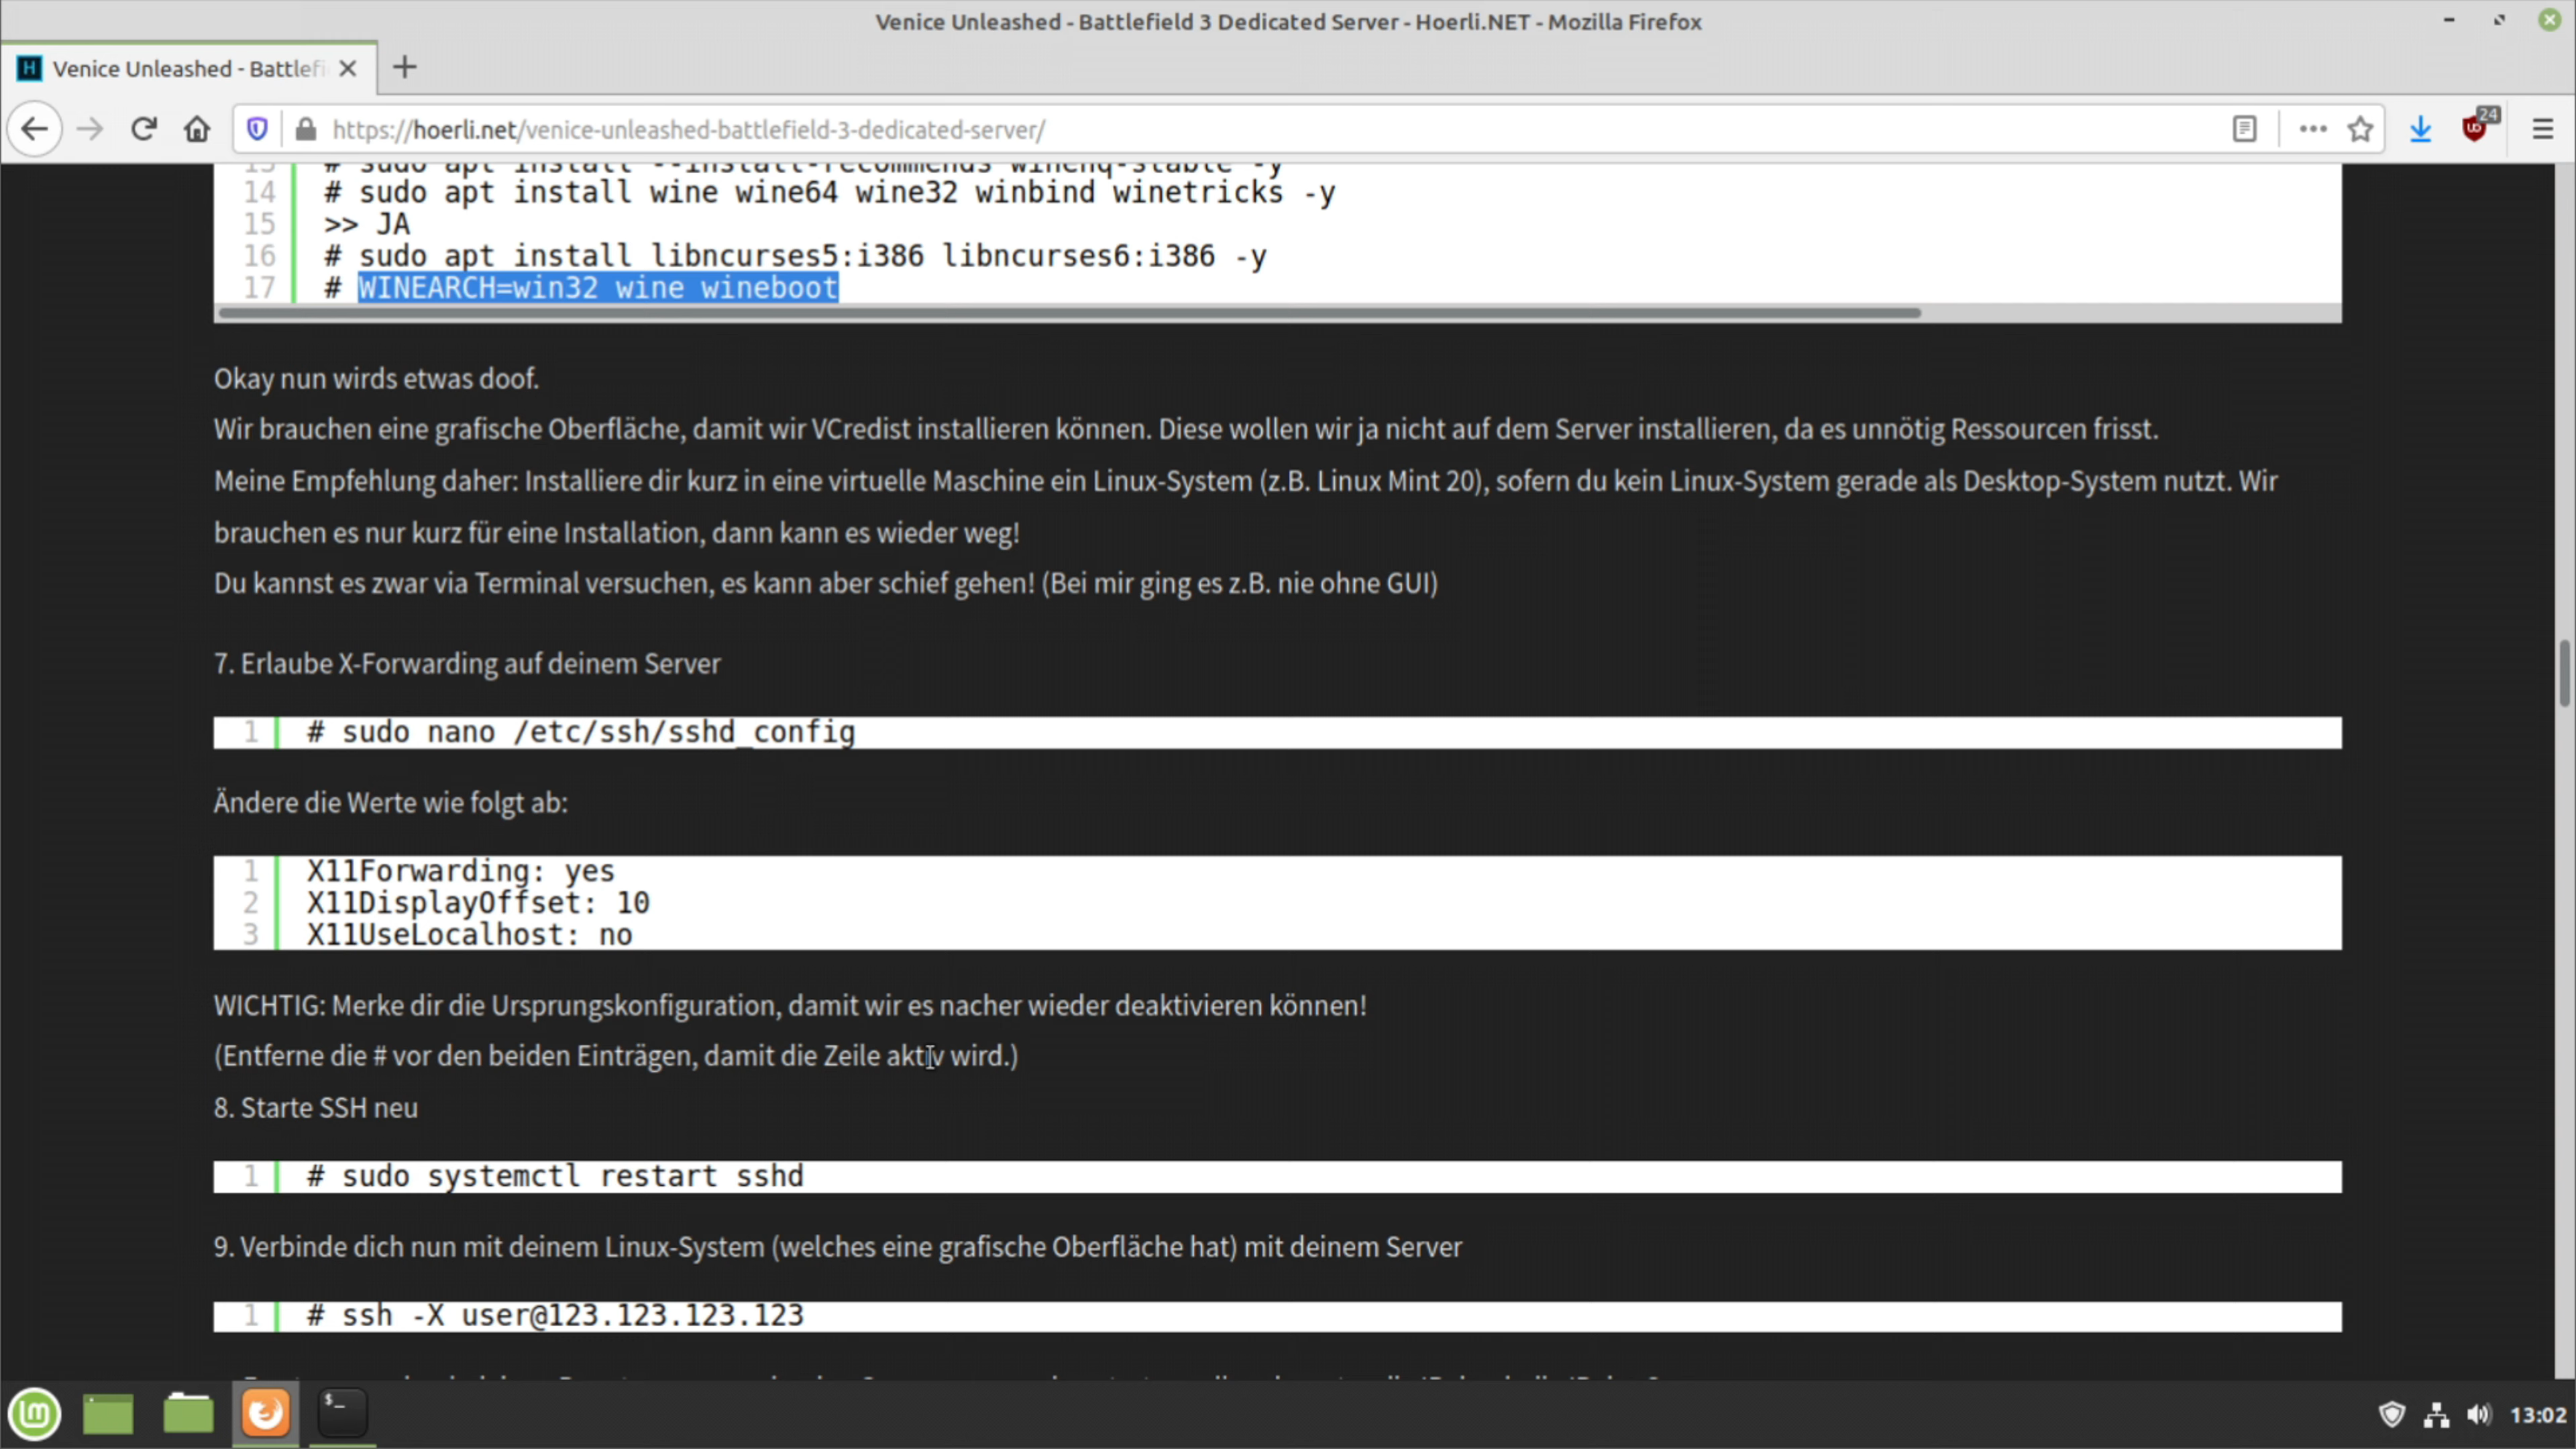 Venice Unleashed - Battlefield 3 Dedicated Server - Hoerli.NET - Mozilla Firefox
H Venice Unleashed - Battlefi
24
https://hoerli.net/venice-unleashed-battlefield-3-dedicated-server/
13 # sudo apt install --install-recommends winehq-stable -y
14 # sudo apt install wine wine64 wine32 winbind winetricks -y
15 >> JA
16 # sudo apt install libncurses5:i386 libncurses6:i386 -y
17 # WINEARCH=win32 wine wineboot
Okay nun wirds etwas doof.
Wir brauchen eine grafische Oberfläche, damit wir VCredist installieren können. Diese wollen wir ja nicht auf dem Server installieren, da es unnötig Ressourcen frisst.
Meine Empfehlung daher: Installiere dir kurz in eine virtuelle Maschine ein Linux-System (z.B. Linux Mint 20), sofern du kein Linux-System gerade als Desktop-System nutzt. Wir
brauchen es nur kurz für eine Installation, dann kann es wieder weg!
Du kannst es zwar via Terminal versuchen, es kann aber schief gehen! (Bei mir ging es z.B. nie ohne GUI)
7. Erlaube X-Forwarding auf deinem Server
1 # sudo nano /etc/ssh/sshd_config
Ändere die Werte wie folgt ab:
1 X11Forwarding: yes
2 X11DisplayOffset: 10
3 X11UseLocalhost: no
WICHTIG: Merke dir die Ursprungskonfiguration, damit wir es nacher wieder deaktivieren können!
(Entferne die # vor den beiden Einträgen, damit die Zeile aktiv wird.)
8. Starte SSH neu
1 # sudo systemctl restart sshd
9. Verbinde dich nun mit deinem Linux-System (welches eine grafische Oberfläche hat) mit deinem Server
1 # ssh -X user@123.123.123.123
$_
13:02